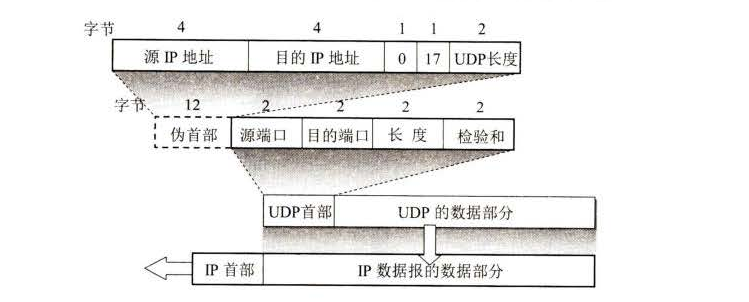 字节 4 4 1 1 2
源 IP 地址 目的 IP 地址 0 17 UDP长度
字节 12 2 2 2 2
伪首部 源端口 目的端口 长 度 检验和
UDP首部 UDP 的数据部分
IP 首部 IP 数据报的数据部分